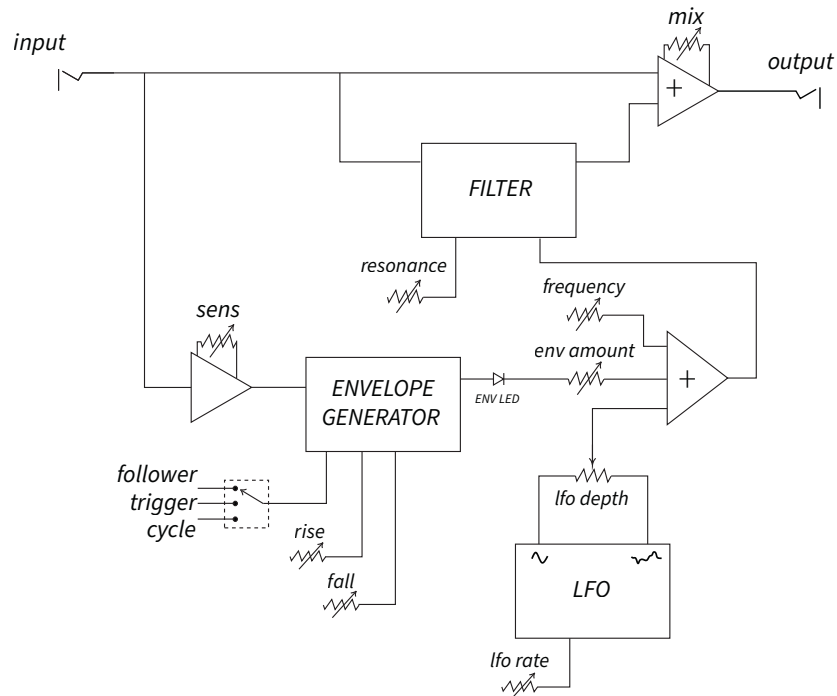 mix
input
output
+
FILTER
resonance
frequency
sens
env amount
ENVELOPE
GENERATOR
ENV LED
+
follower
trigger
cycle
lfo depth
rise
fall
LFO
lfo rate